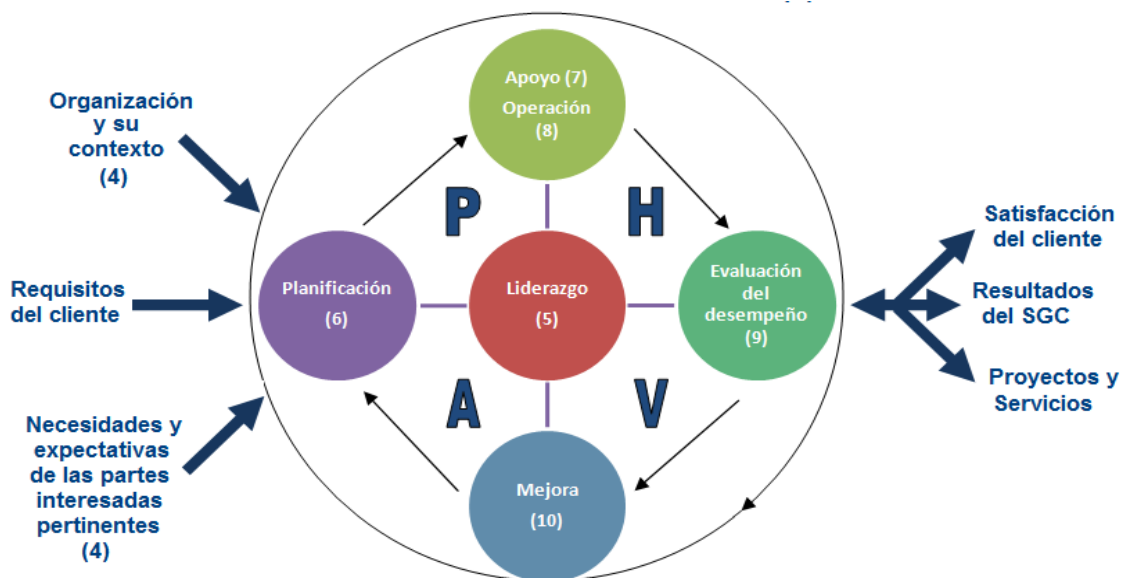 Organización
y su
contexto
(4)
Requisitos
del cliente
Necesidades y
expectativas
de las partes
interesadas
pertinentes
(4)
Apoyo (7)
Operación
(8)
P
H
Planificación
(6)
Liderazgo
(5)
Evaluación
del
desempeño
(9)
A
V
Mejora
(10)
Satisfacción
del cliente
Resultados
del SGC
Proyectos y
Servicios